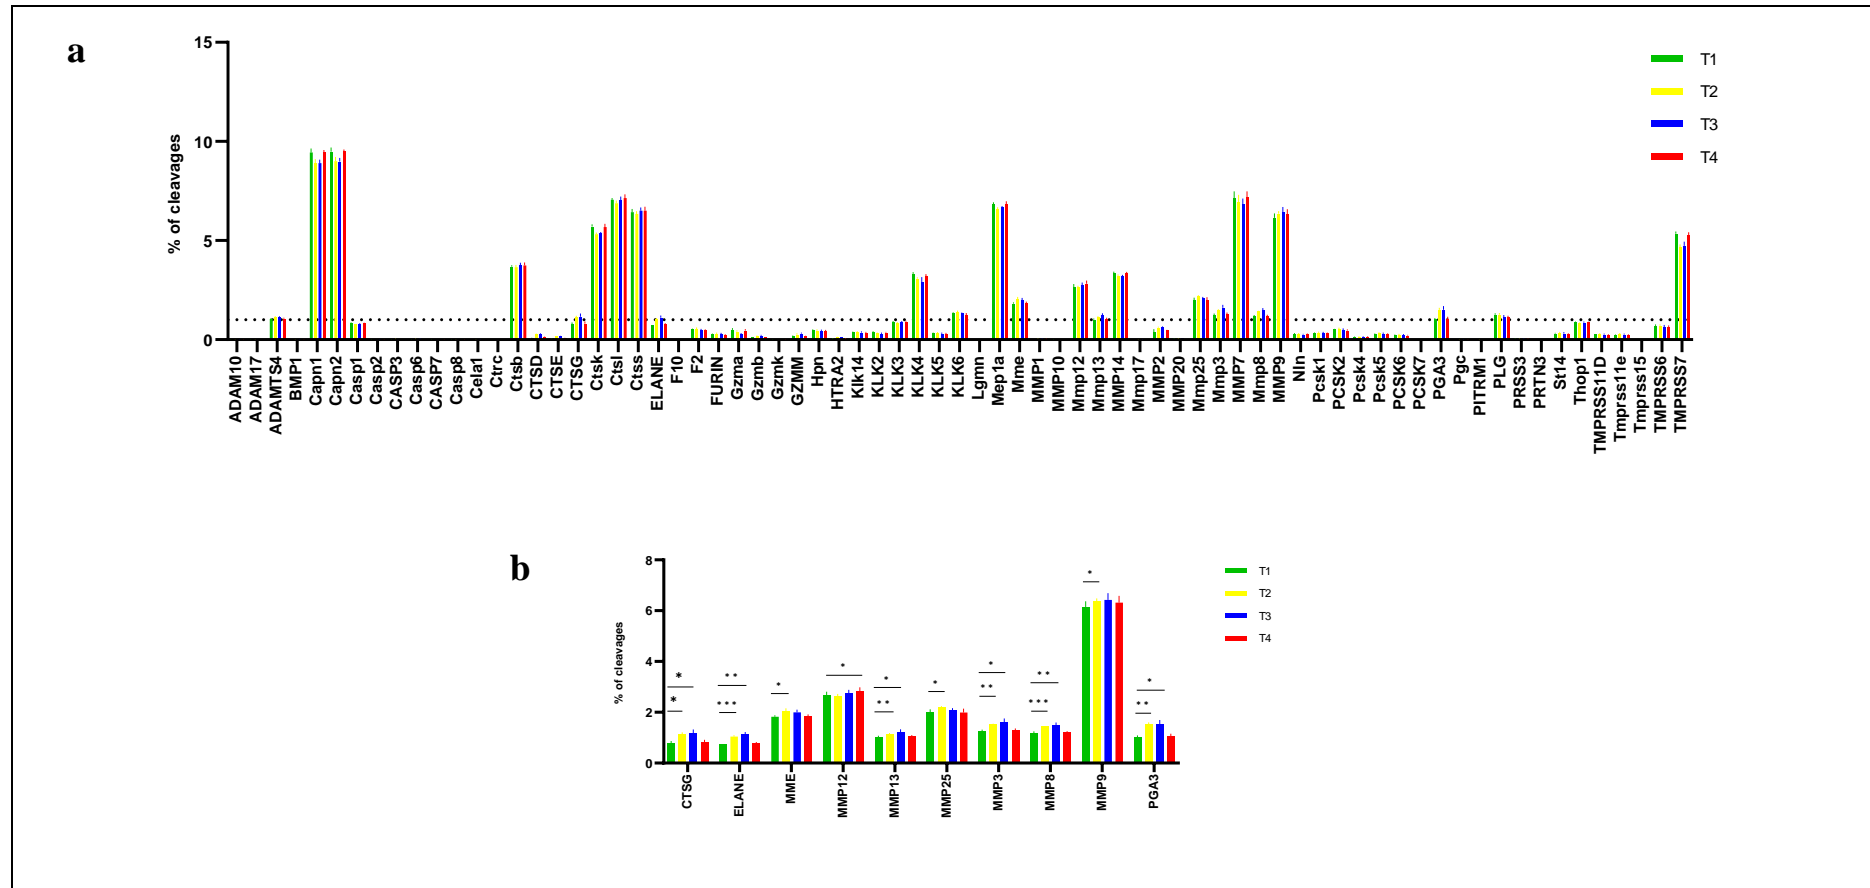 a
15
10
5
0
% of cleavages
T1
T2
T3
T4
ADAM10
ADAM17
ADAMTS4
BMP1
Capn1
Capn2
Casp1
Casp2
CASP3
Casp6
CASP7
Casp8
Cela1
Ctrc
Ctsb
CTSD
CTSE
CTSG
Ctsk
Ctsl
Ctss
ELANE
F10
F2
FURIN
Gzma
Gzmb
Gzmk
GZMM
Hpn
HTRA2
Klk14
KLK2
KLK3
KLK4
KLK5
KLK6
Lgmn
Mep1a
Mme
MMP1
MMP10
Mmp12
Mmp13
MMP14
Mmp17
MMP2
MMP20
Mmp25
Mmp3
MMP7
Mmp8
MMP9
Nln
Pcsk1
PCSK2
Pcsk4
Pcsk5
PCSK6
PCSK7
PGA3
Pgc
PITRM1
PLG
PRSS3
PRTN3
St14
Thop1
TMPRSS11D
Tmprss11e
Tmprss15
TMPRSS6
TMPRSS7
b
8
6
4
2
0
% of cleavages
T1
T2
T3
T4
*
*
**
***
*
*
*
**
*
*
**
**
***
*
*
**
CTSG
ELANE
MME
MMP12
MMP13
MMP25
MMP3
MMP8
MMP9
PGA3